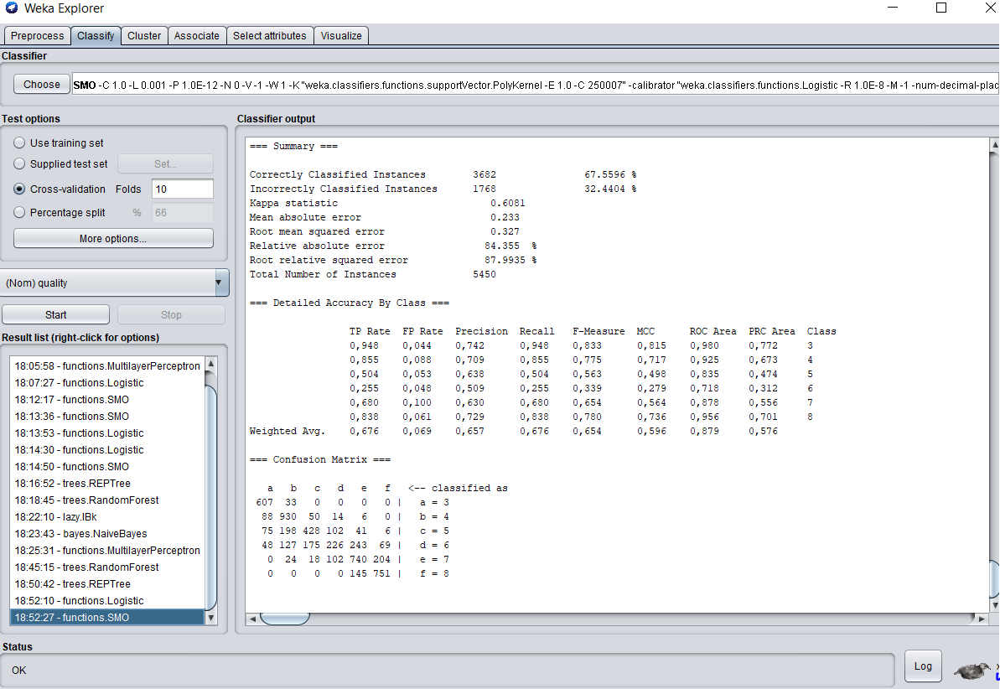 Weka Explorer
Preprocess Classify Cluster Associate Select attributes Visualize
Classifier
Choose SMO -C 1.0 -L 0.001 -P 1.0E-12 -N 0 -V -1 -W 1 -K "weka.classifiers.functions.supportVector.PolyKernel -E 1.0 -C 250007" -calibrator "weka.classifiers.functions.Logistic -R 1.0E-8 -M -1 -num-decimal-plac
Test options
Use training set
Supplied test set Set...
Cross-validation Folds 10
Percentage split % 66
More options...
(Nom) quality
Start Stop
Result list (right-click for options)
18:05:58 - functions.MultilayerPerceptron
18:07:27 - functions.Logistic
18:12:17 - functions.SMO
18:13:36 - functions.SMO
18:13:53 - functions.Logistic
18:14:30 - functions.Logistic
18:14:50 - functions.SMO
18:16:52 - trees.REPTree
18:18:45 - trees.RandomForest
18:22:10 - lazy.IBk
18:23:43 - bayes.NaiveBayes
18:25:31 - functions.MultilayerPerceptron
18:45:15 - trees.RandomForest
18:50:42 - trees.REPTree
18:52:10 - functions.Logistic
18:52:27 - functions.SMO
Classifier output
=== Summary ===
Correctly Classified Instances 3682 67.5596 %
Incorrectly Classified Instances 1768 32.4404 %
Kappa statistic 0.6081
Mean absolute error 0.233
Root mean squared error 0.327
Relative absolute error 84.355 %
Root relative squared error 87.9935 %
Total Number of Instances 5450
=== Detailed Accuracy By Class ===
TP Rate FP Rate Precision Recall F-Measure MCC ROC Area PRC Area Class
0,948 0,044 0,742 0,948 0,833 0,815 0,980 0,772 3
0,855 0,088 0,709 0,855 0,775 0,717 0,925 0,673 4
0,504 0,053 0,638 0,504 0,563 0,498 0,835 0,474 5
0,255 0,048 0,509 0,255 0,339 0,279 0,718 0,312 6
0,680 0,100 0,630 0,680 0,654 0,564 0,878 0,556 7
0,838 0,061 0,729 0,838 0,780 0,736 0,956 0,701 8
Weighted Avg. 0,676 0,069 0,657 0,676 0,654 0,596 0,879 0,576
=== Confusion Matrix ===
a b c d e f <-- classified as
607 33 0 0 0 0 | a = 3
88 930 50 14 6 0 | b = 4
75 198 428 102 41 6 | c = 5
48 127 175 226 243 69 | d = 6
0 24 18 102 740 204 | e = 7
0 0 0 0 145 751 | f = 8
Status
OK
Log